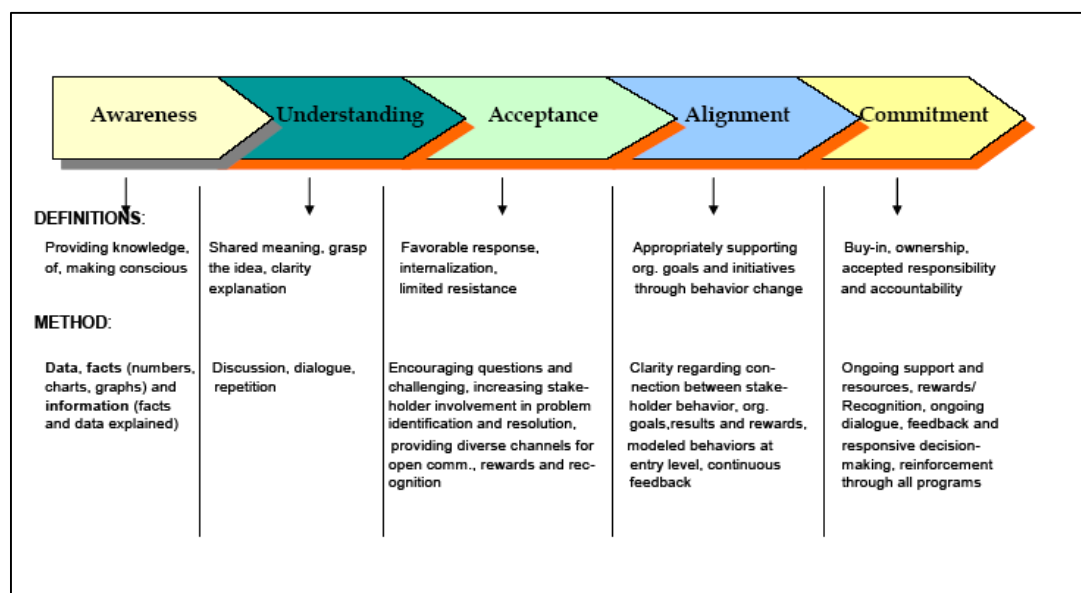 Awareness
Understanding
Acceptance
Alignment
Commitment
DEFINITIONS:
Providing knowledge,
of, making conscious
Shared meaning, grasp
the idea, clarity
explanation
Favorable response,
internalization,
limited resistance
Appropriately supporting
org. goals and initiatives
through behavior change
Buy-in, ownership,
accepted responsibility
and accountability
METHOD:
Data, facts (numbers,
charts, graphs) and
information (facts
and data explained)
Discussion, dialogue,
repetition
Encouraging questions and
challenging, increasing stake-
holder involvement in problem
identification and resolution,
providing diverse channels for
open comm., rewards and rec-
ognition
Clarity regarding con-
nection between stake-
holder behavior, org.
goals,results and rewards,
modeled behaviors at
entry level, continuous
feedback
Ongoing support and
resources, rewards/
Recognition, ongoing
dialogue, feedback and
responsive decision-
making, reinforcement
through all programs